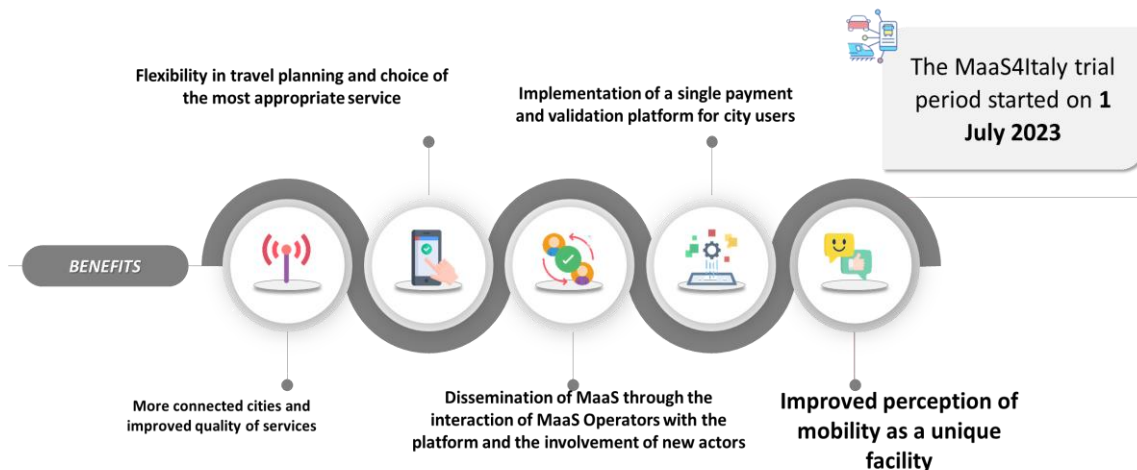 Flexibility in travel planning and choice of
the most appropriate service
Implementation of a single payment
and validation platform for city users
The MaaS4Italy trial
period started on 1
July 2023
BENEFITS
More connected cities and
improved quality of services
Dissemination of MaaS through the
interaction of MaaS Operators with the
platform and the involvement of new actors
Improved perception of
mobility as a unique
facility